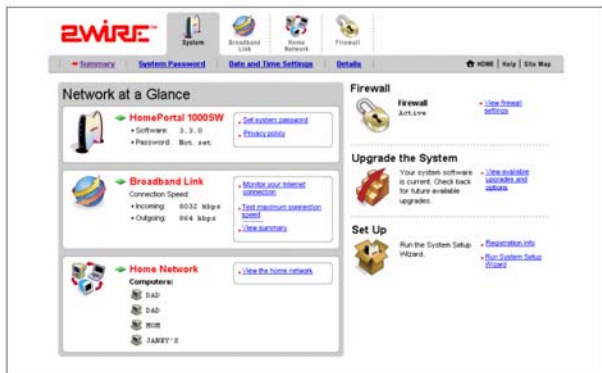 2WIRE
System
Broadband Link
Home Network
Firewall
Summary
System Password
Date and Time Settings
Details
HOME | Help | Site Map
Network at a Glance
HomePortal 1000SW
Software: 3.3.0
Password: Not set
Set system password
Privacy policy
Broadband Link
Connection Speed:
Incoming: 8032 kbps
Outgoing: 864 kbps
Monitor your Internet
connection
Test maximum connection
speed
View summary
Home Network
Computers:
DAD
DAD
MOM
JANEY'S
View the home network
Firewall
Firewall
Active
View firewall
settings
Upgrade the System
Your system software
is current. Check back
for future available
upgrades.
View available
upgrades and
options
Set Up
Run the System Setup
Wizard.
Registration info
Run System Setup
Wizard